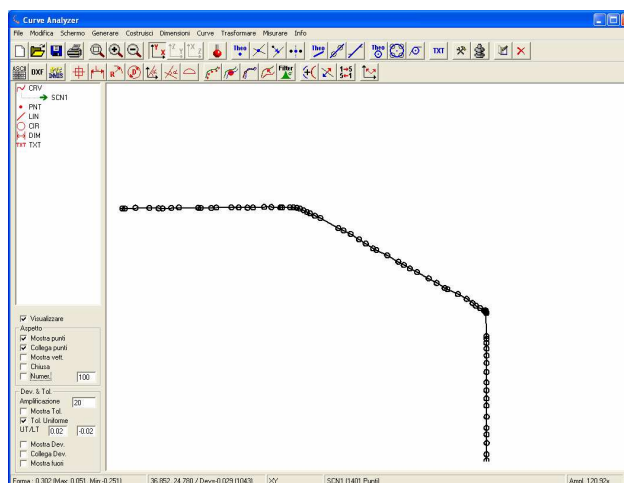 Curve Analyzer
File Modifica Schermo Generare Costruisci Dimensioni Curve Trasformare Misurare Info
Theo Theo Theo TXT
ASCII DXF Filter
CRV
SCN1
PNT
LIN
CIR
DIM
TXT TXT
Visualizzare
Aspetto
Mostra punti
Collega punti
Mostra vett.
Chiusa
Numer. 100
Dev. & Tol.
Amplificazione 20
Mostra Tol.
Tol. Uniforme
UT/LT 0.02 -0.02
Mostra Dev.
Collega Dev.
Mostra fuori
Forma : 0.302 (Max: 0.051, Min:-0.251) 36.852, 24.780 / Dev=-0.029 (1043) XY SCN1 (1401 Punti) Ampl. 120.92x